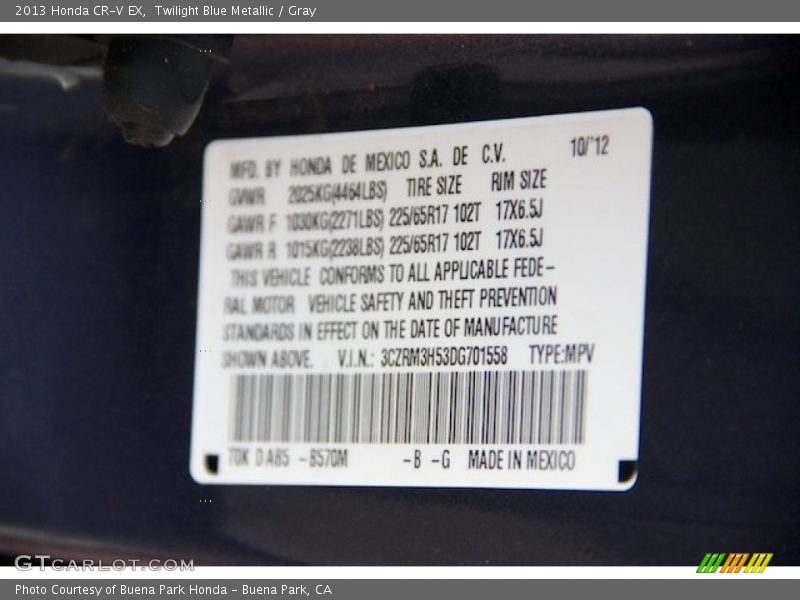 2013 Honda CR-V EX, Twilight Blue Metallic / Gray
MFD. BY HONDA DE MEXICO S.A. DE C.V. 10/'12
GVWR 2025KG(4464LBS) TIRE SIZE RIM SIZE
GAWR F 1030KG(2271LBS) 225/65R17 102T 17X6.5J
GAWR R 1015KG(2238LBS) 225/65R17 102T 17X6.5J
THIS VEHICLE CONFORMS TO ALL APPLICABLE FEDE-
RAL MOTOR VEHICLE SAFETY AND THEFT PREVENTION
STANDARDS IN EFFECT ON THE DATE OF MANUFACTURE
SHOWN ABOVE. V.I.N.: 3CZRM3H53DG701558 TYPE:MPV
T0K 0 A85 -B570M -B -G MADE IN MEXICO
GTCARLOT.COM
Photo Courtesy of Buena Park Honda - Buena Park, CA